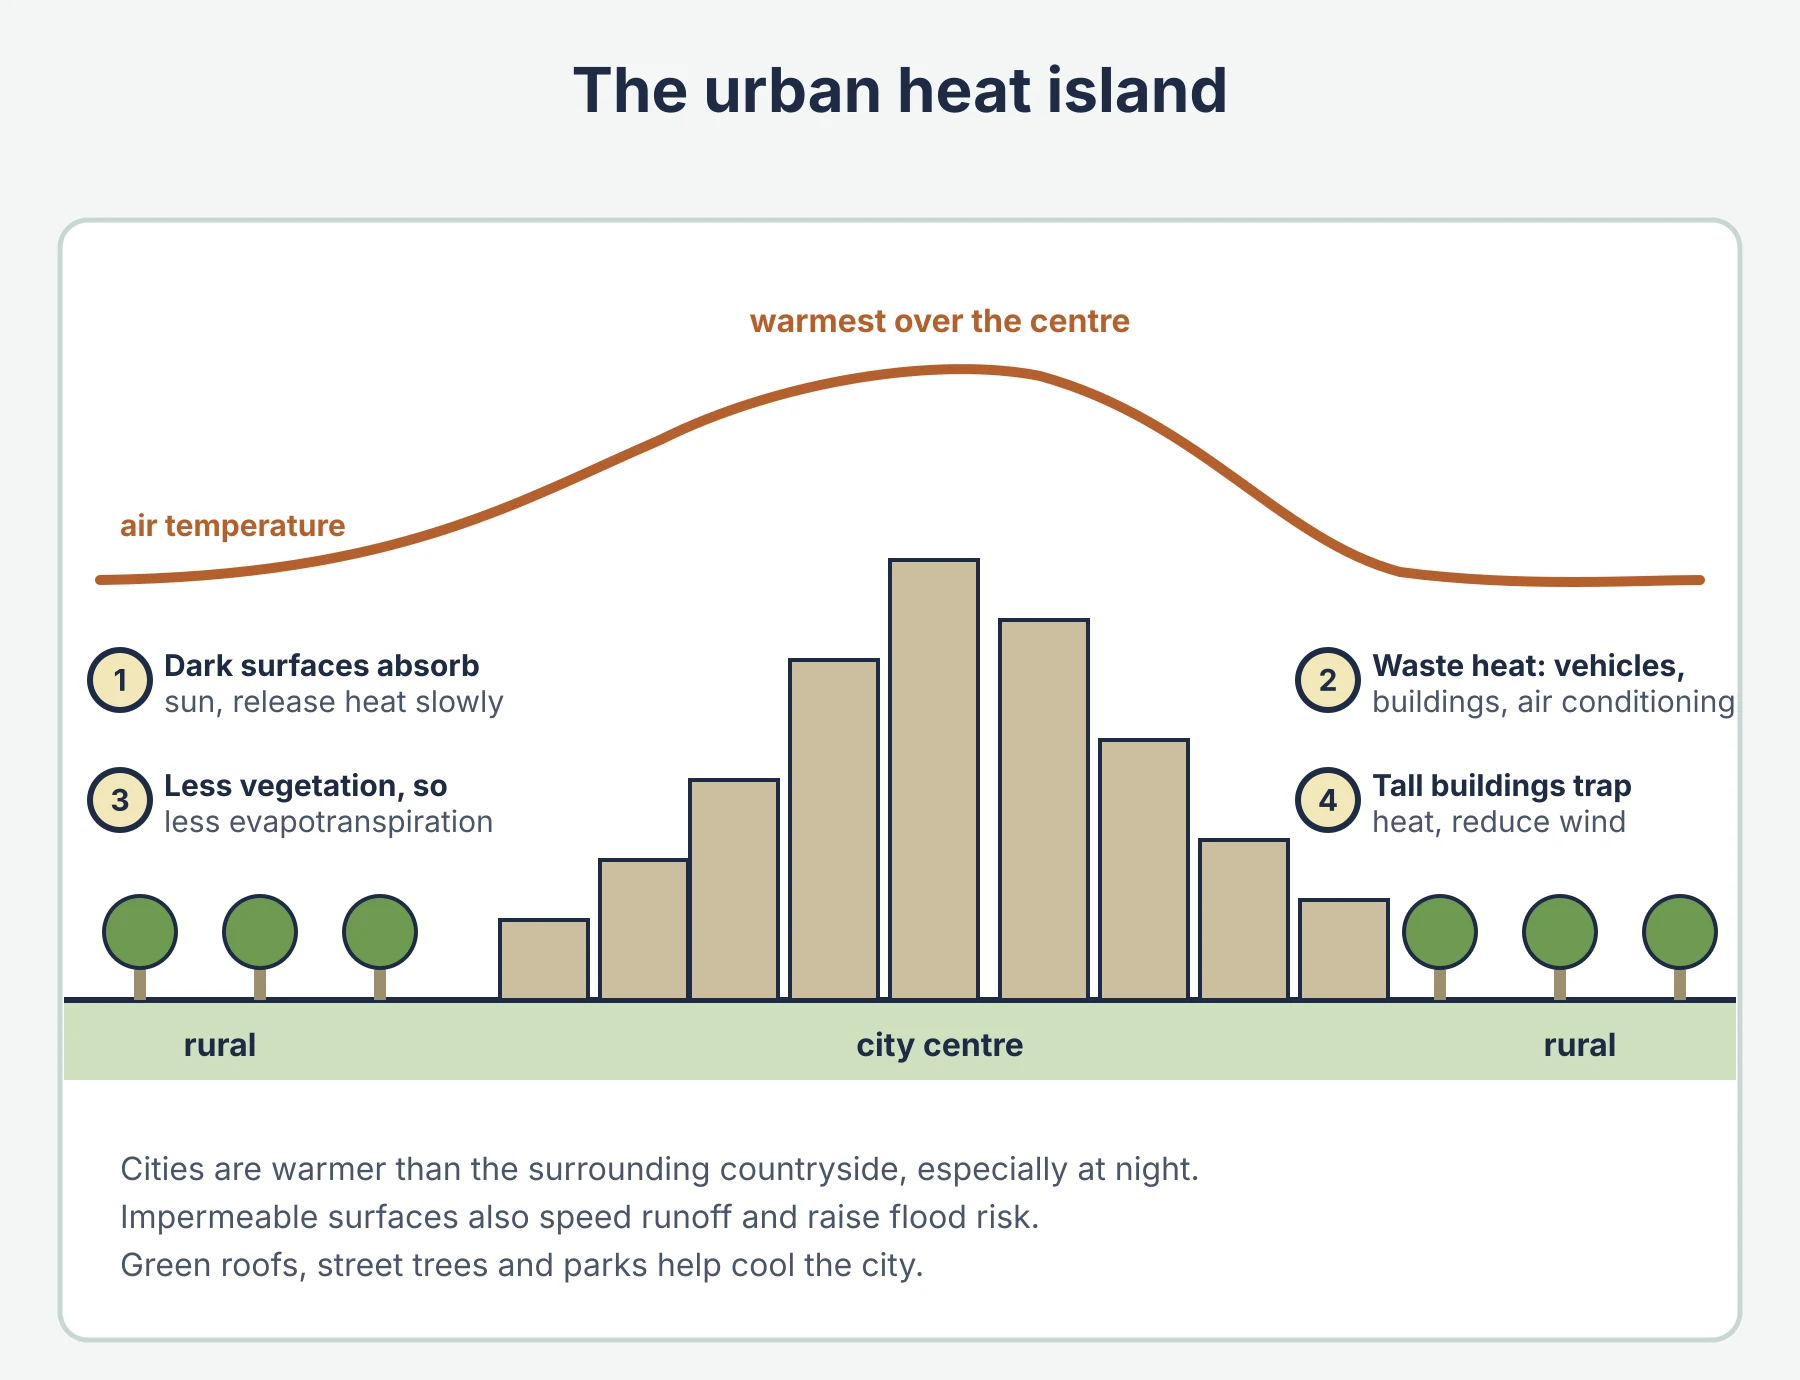 The urban heat island
warmest over the centre
air temperature
1
Dark surfaces absorb
sun, release heat slowly
2
Waste heat: vehicles,
buildings, air conditioning
3
Less vegetation, so
less evapotranspiration
4
Tall buildings trap
heat, reduce wind
rural
city centre
rural
Cities are warmer than the surrounding countryside, especially at night.
Impermeable surfaces also speed runoff and raise flood risk.
Green roofs, street trees and parks help cool the city.